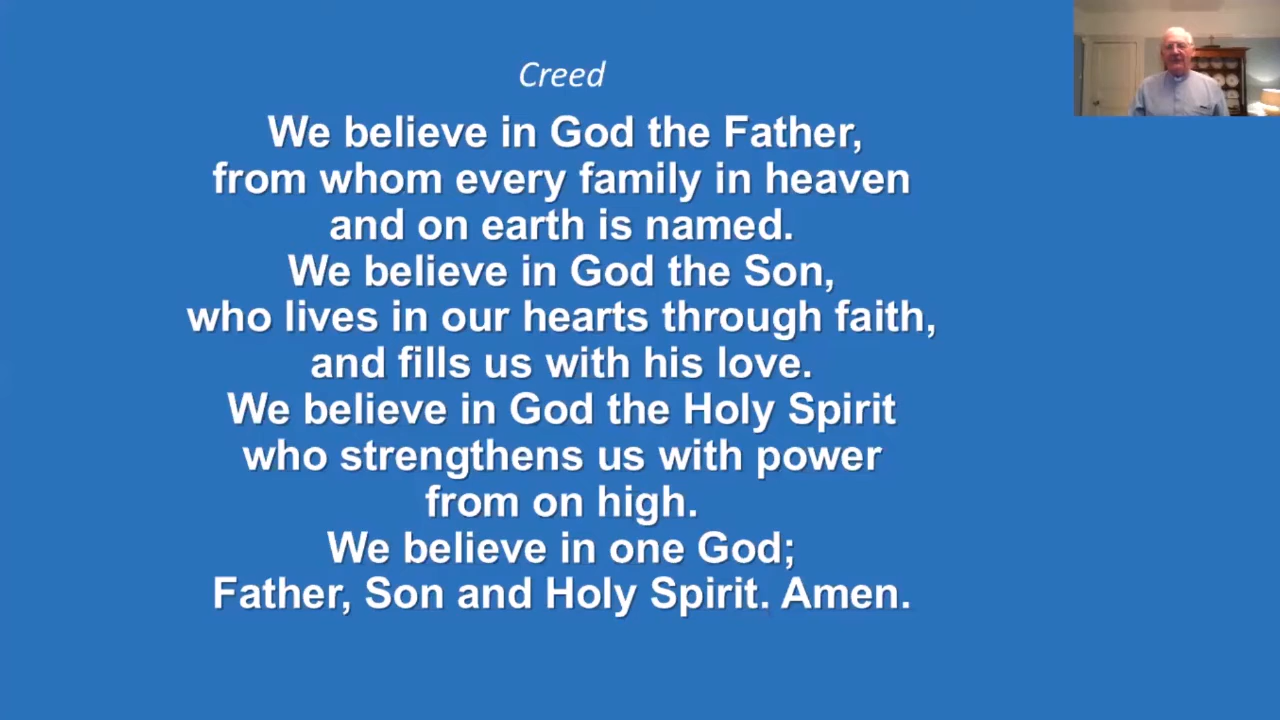 Creed
We believe in God the Father,
from whom every family in heaven
and on earth is named.
We believe in God the Son,
who lives in our hearts through faith,
and fills us with his love.
We believe in God the Holy Spirit
who strengthens us with power
from on high.
We believe in one God;
Father, Son and Holy Spirit. Amen.